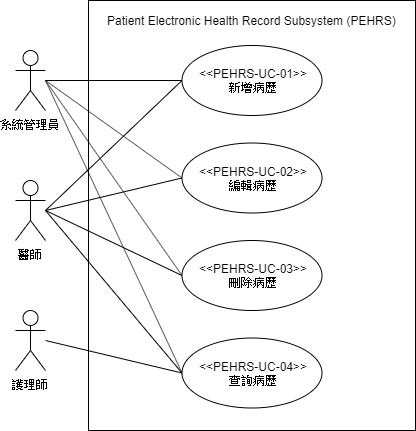 Patient Electronic Health Record Subsystem (PEHRS)
<<PEHRS-UC-01>>
新增病歷
系統管理員
<<PEHRS-UC-02>>
編輯病歷
醫師
<<PEHRS-UC-03>>
刪除病歷
<<PEHRS-UC-04>>
查詢病歷
護理師